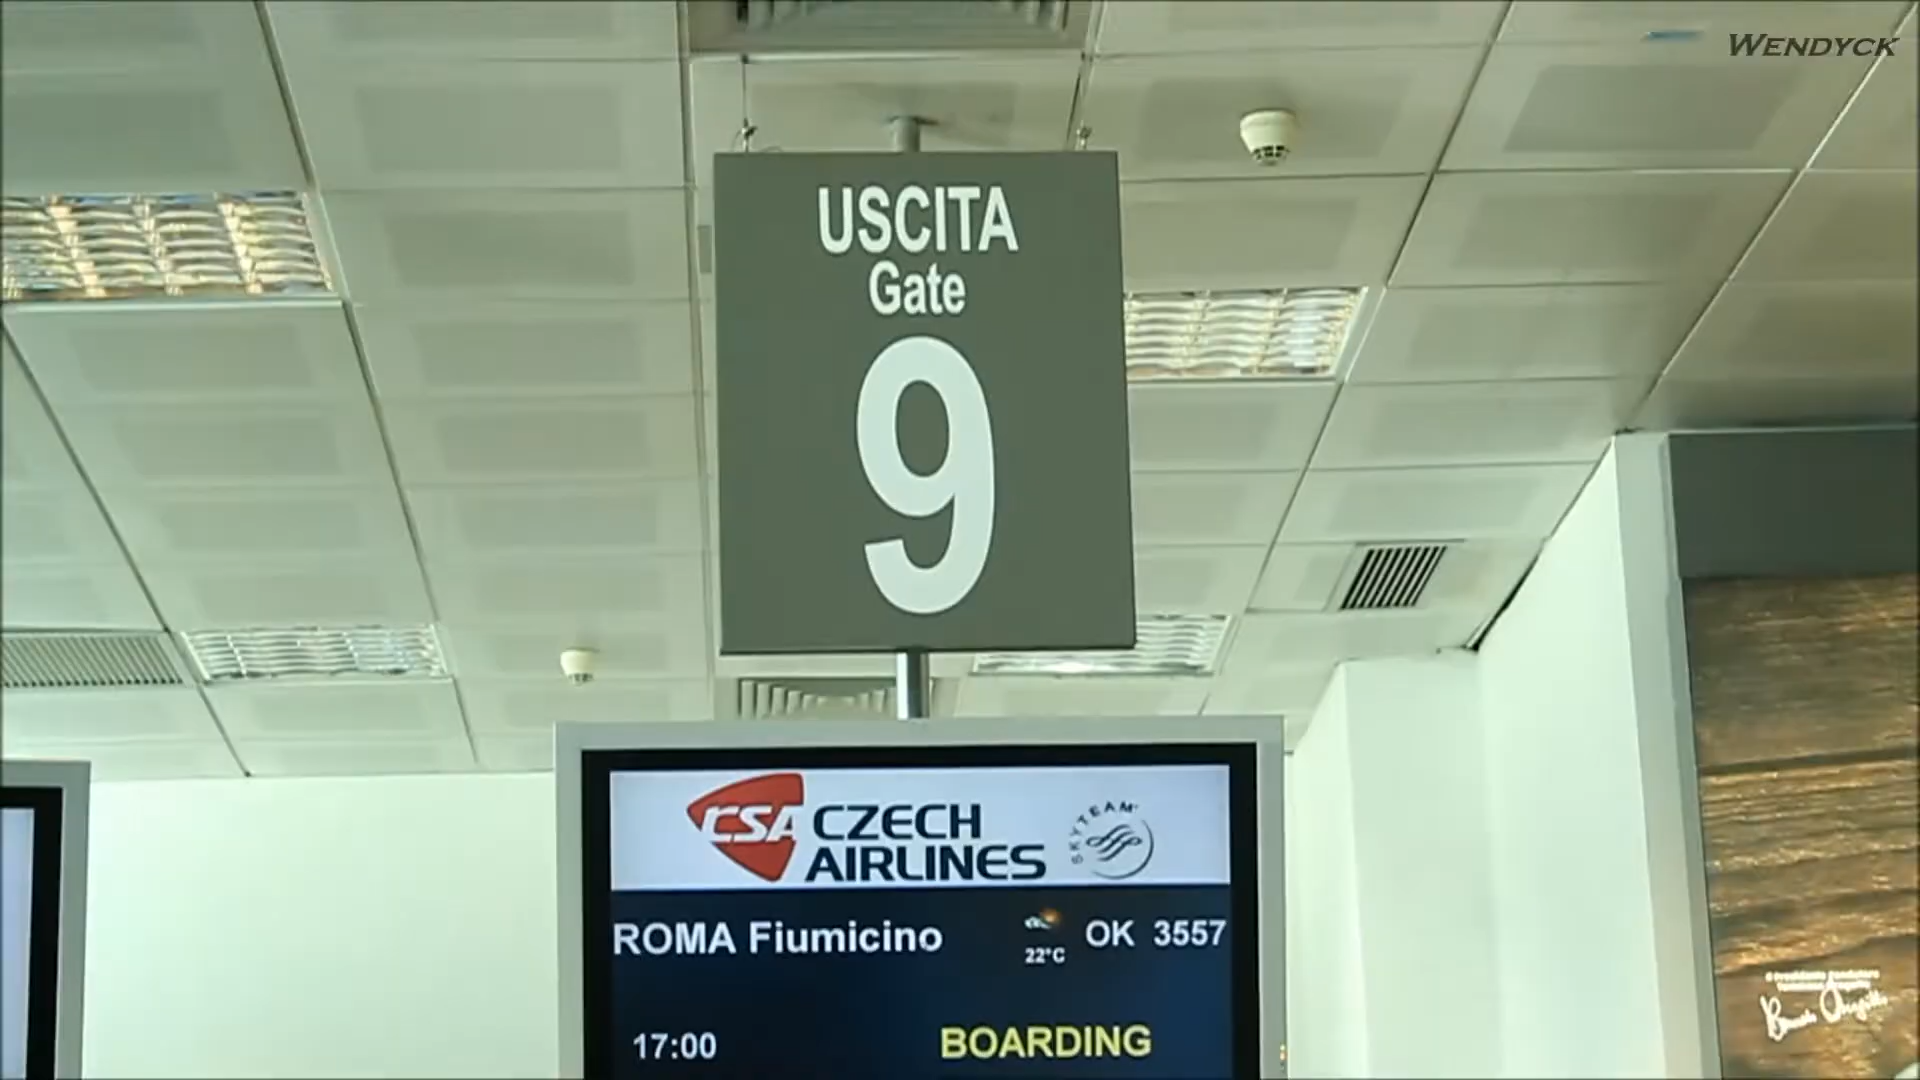 WENDYCK
USCITA
Gate
9
CSA CZECH
AIRLINES
SKYTEAM
ROMA Fiumicino
22°C
OK 3557
17:00
BOARDING